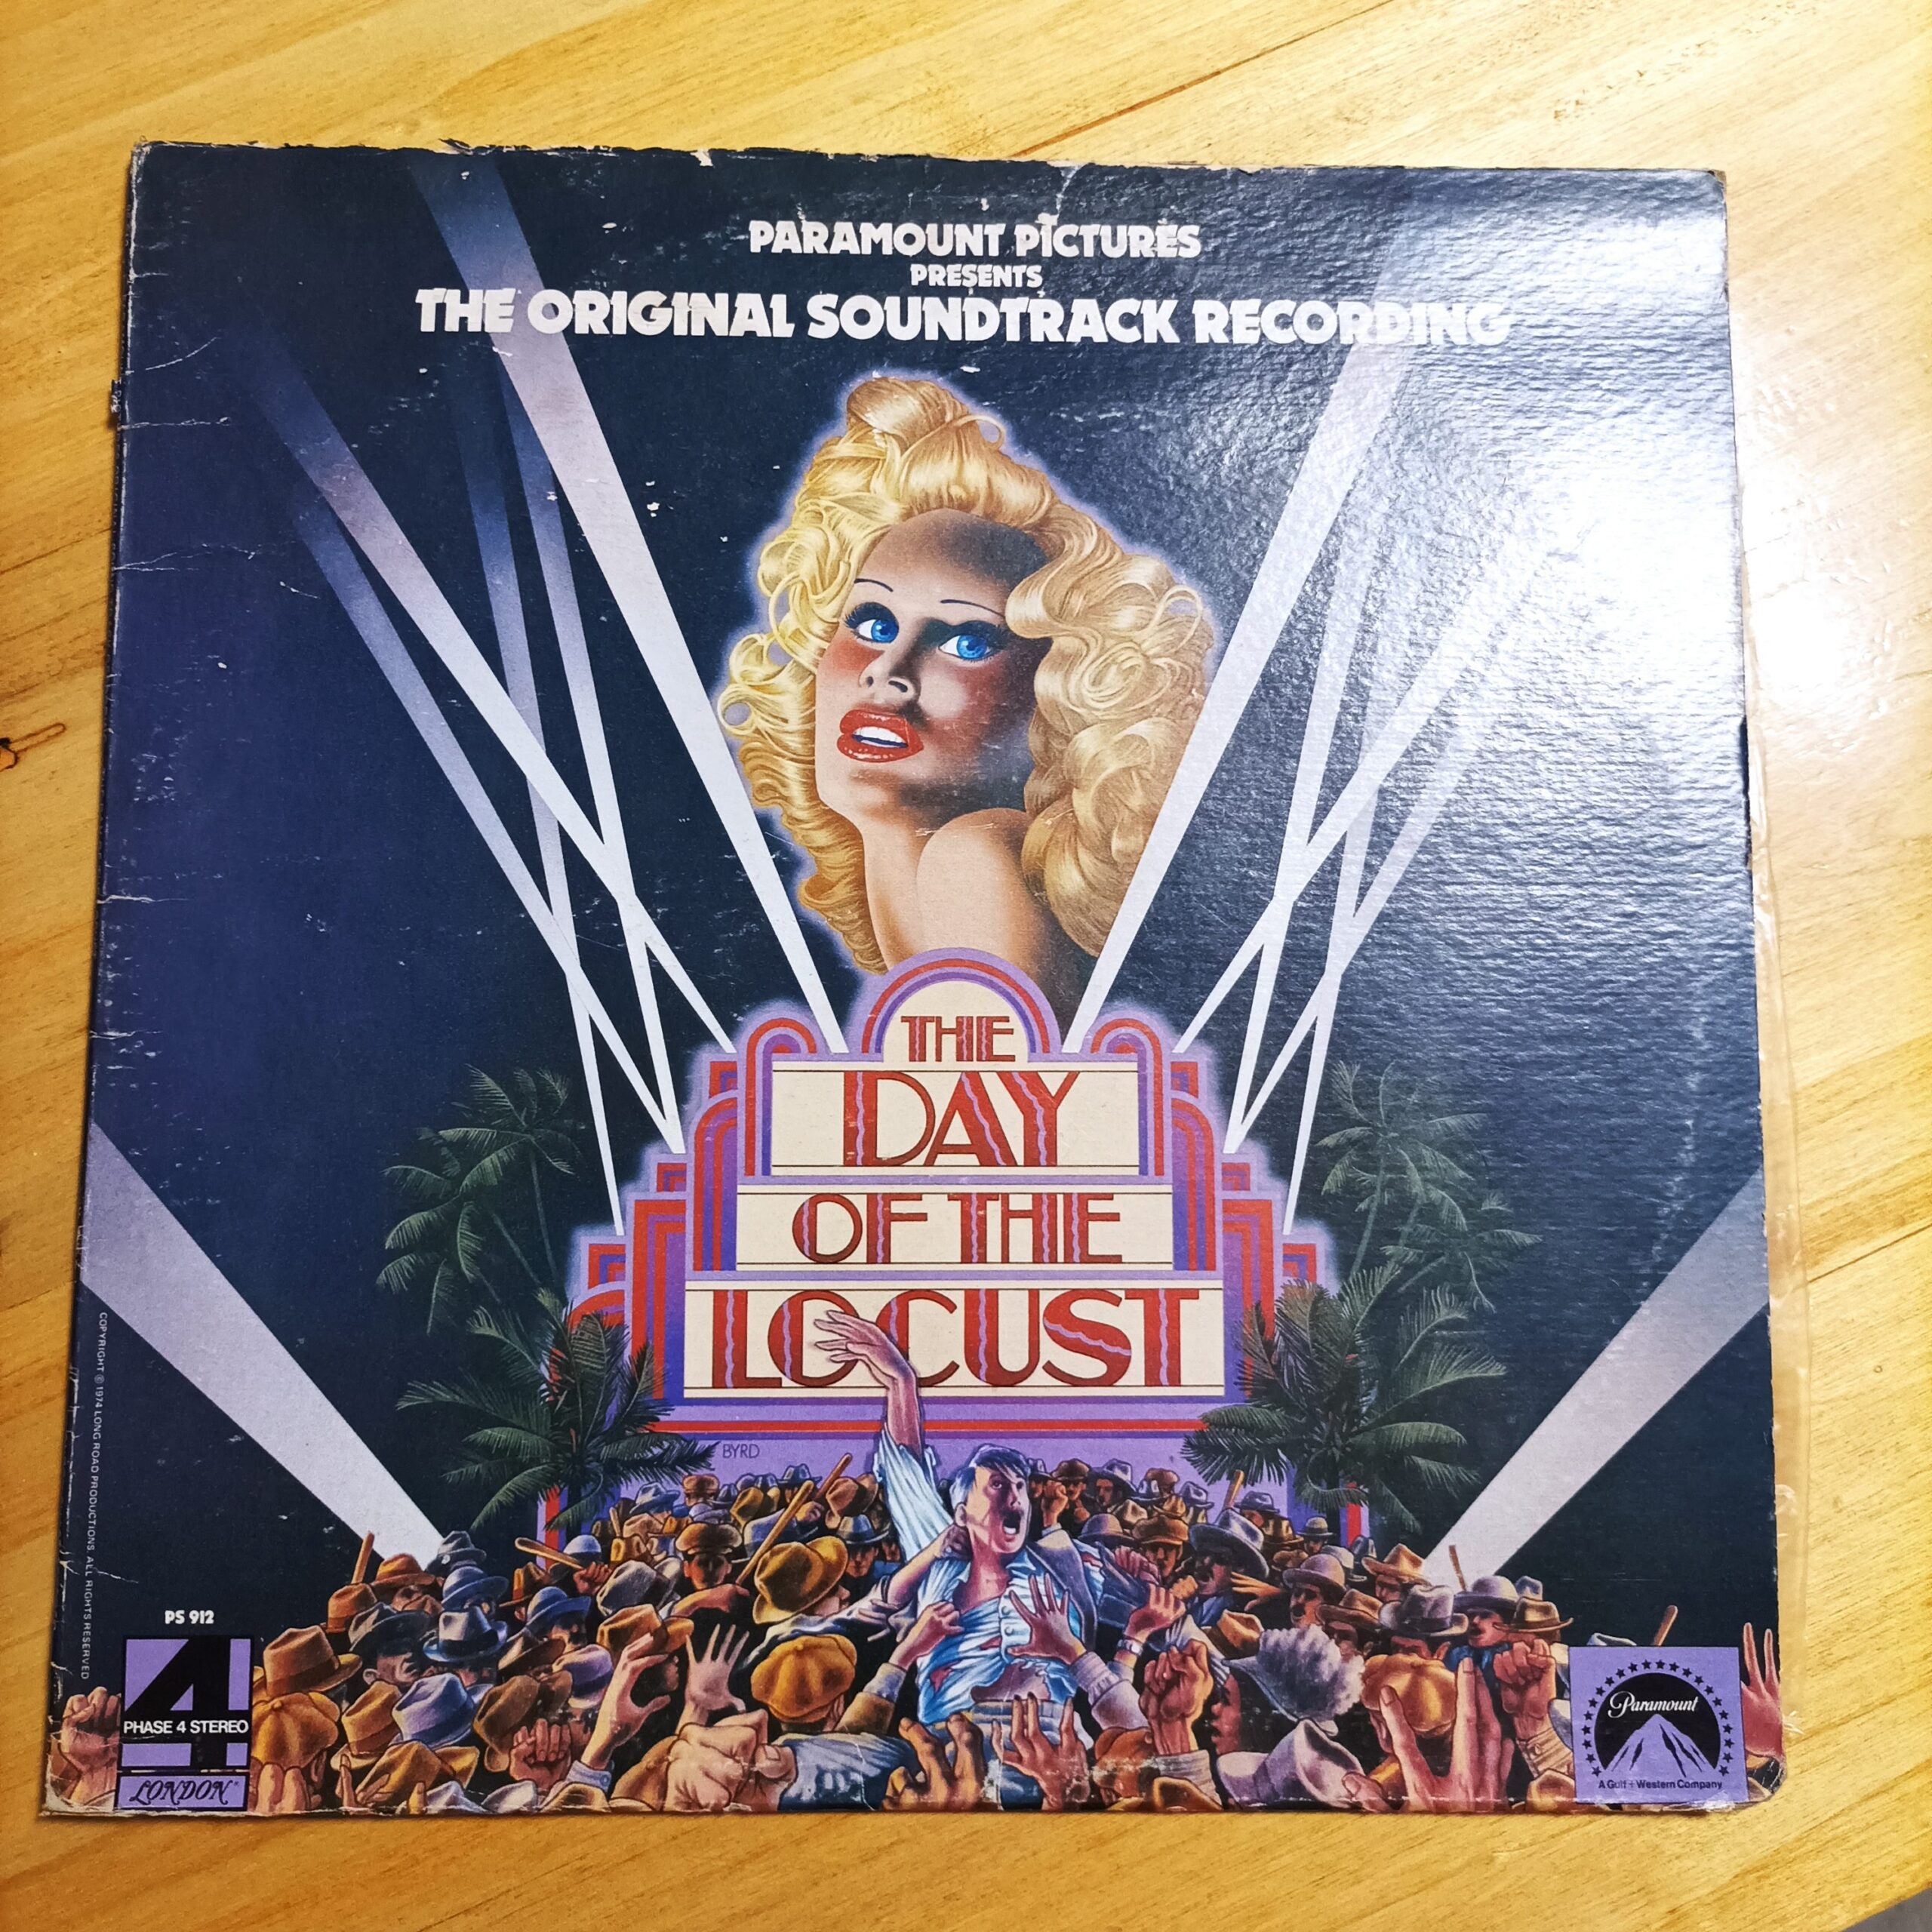 PARAMOUNT PICTURES
PRESENTS
THE ORIGINAL SOUNDTRACK RECORDING
THE
DAY
OF THE
LOCUST
BYRD
COPYRIGHT © 1974 LONG ROAD PRODUCTIONS. ALL RIGHTS RESERVED
PS 912
4
PHASE 4 STEREO
LONDON®
Paramount
A Gulf + Western Company